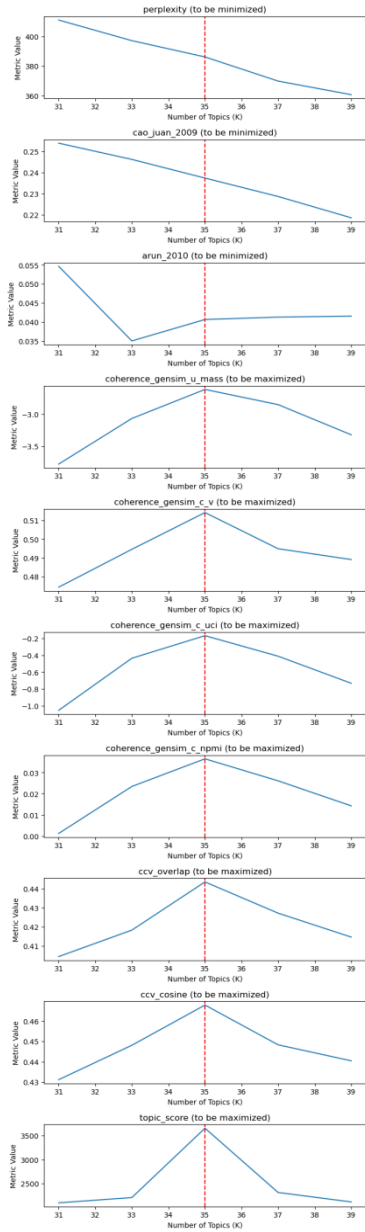 perplexity (to be minimized)
400
380
360
Metric Value
31 32 33 34 35 36 37 38 39
Number of Topics (K)
cao_juan_2009 (to be minimized)
0.25
0.24
0.23
0.22
Metric Value
31 32 33 34 35 36 37 38 39
Number of Topics (K)
arun_2010 (to be minimized)
0.055
0.050
0.045
0.040
0.035
Metric Value
31 32 33 34 35 36 37 38 39
Number of Topics (K)
coherence_gensim_u_mass (to be maximized)
−3.0
−3.5
Metric Value
31 32 33 34 35 36 37 38 39
Number of Topics (K)
coherence_gensim_c_v (to be maximized)
0.51
0.50
0.49
0.48
Metric Value
31 32 33 34 35 36 37 38 39
Number of Topics (K)
coherence_gensim_c_uci (to be maximized)
−0.2
−0.4
−0.6
−0.8
−1.0
Metric Value
31 32 33 34 35 36 37 38 39
Number of Topics (K)
coherence_gensim_c_npmi (to be maximized)
0.03
0.02
0.01
0.00
Metric Value
31 32 33 34 35 36 37 38 39
Number of Topics (K)
ccv_overlap (to be maximized)
0.44
0.43
0.42
0.41
Metric Value
31 32 33 34 35 36 37 38 39
Number of Topics (K)
ccv_cosine (to be maximized)
0.46
0.45
0.44
0.43
Metric Value
31 32 33 34 35 36 37 38 39
Number of Topics (K)
topic_score (to be maximized)
3500
3000
2500
Metric Value
31 32 33 34 35 36 37 38 39
Number of Topics (K)